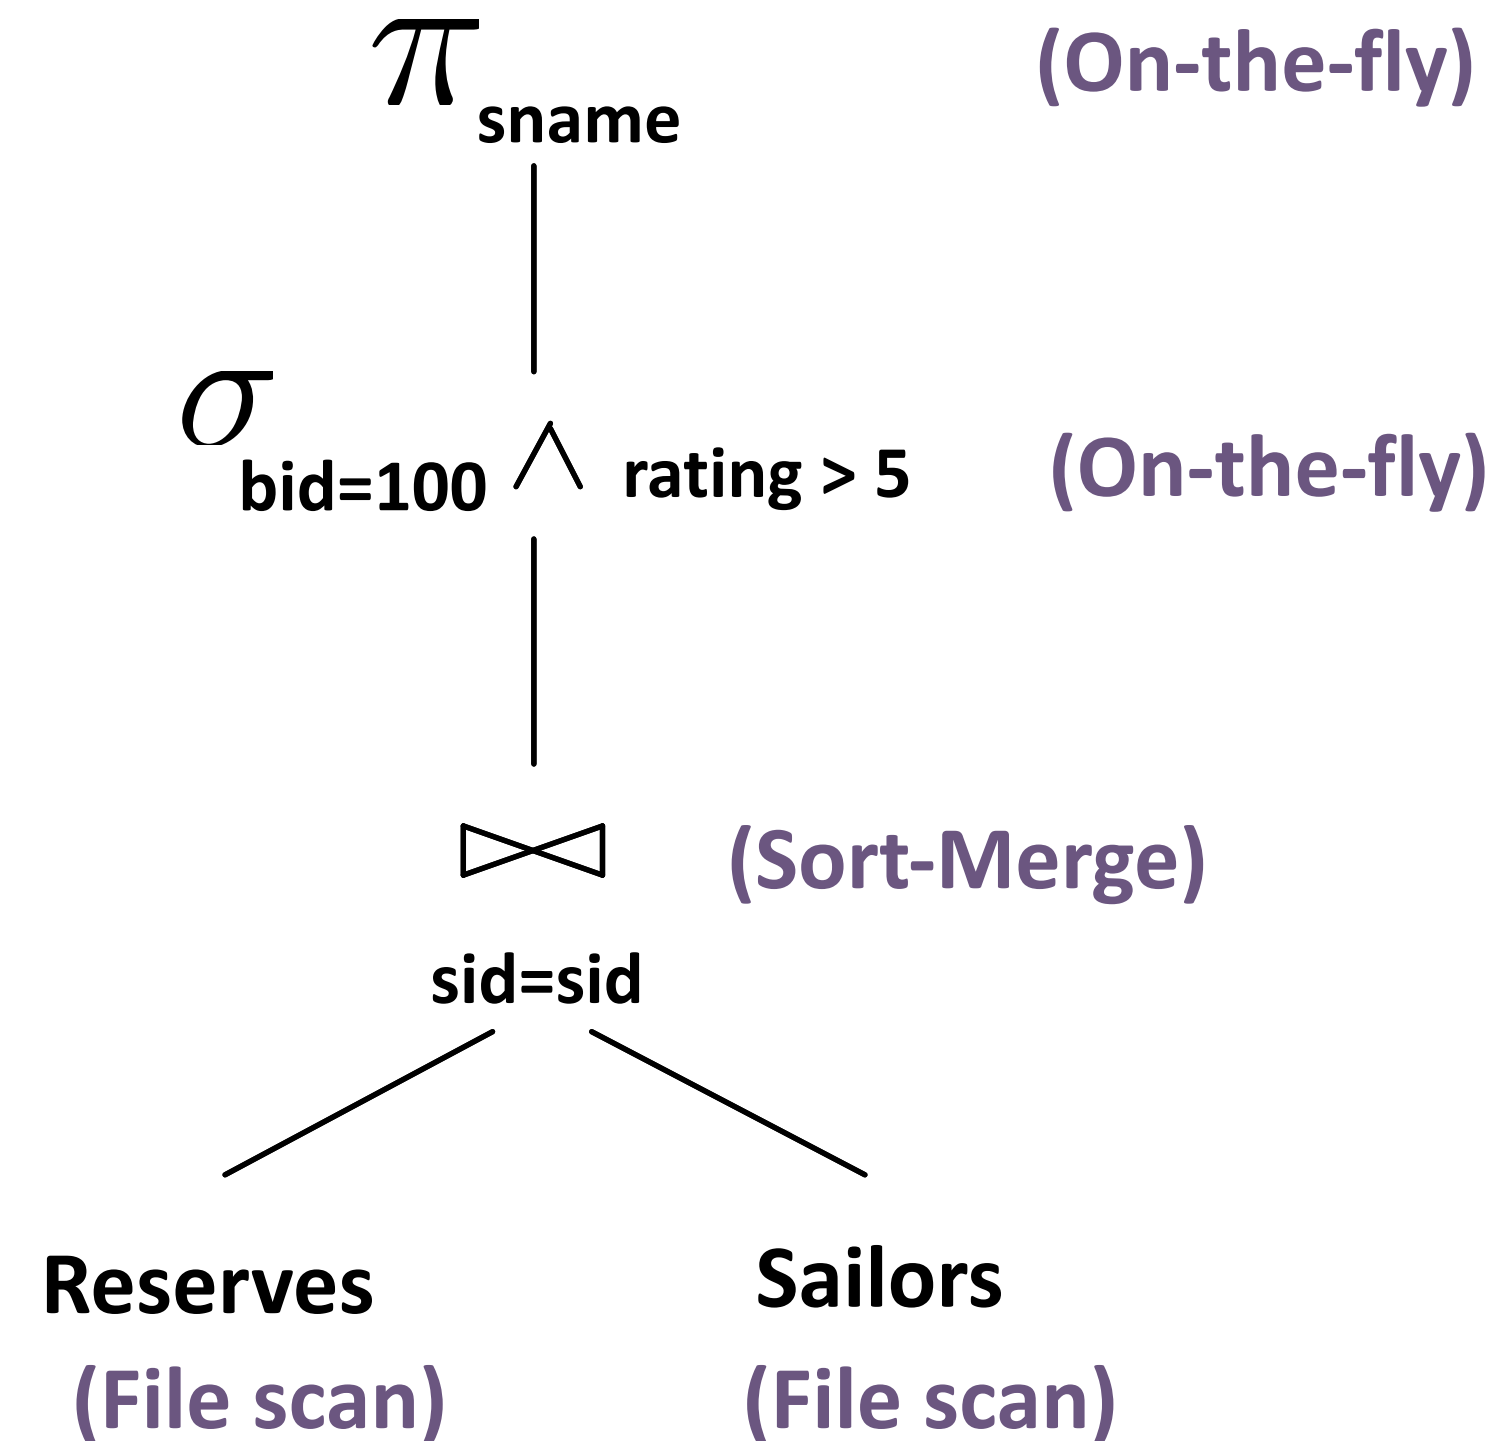 π sname (On-the-fly)
σ bid=100 ∧ rating > 5 (On-the-fly)
⋈ (Sort-Merge)
sid=sid
Reserves Sailors
(File scan) (File scan)